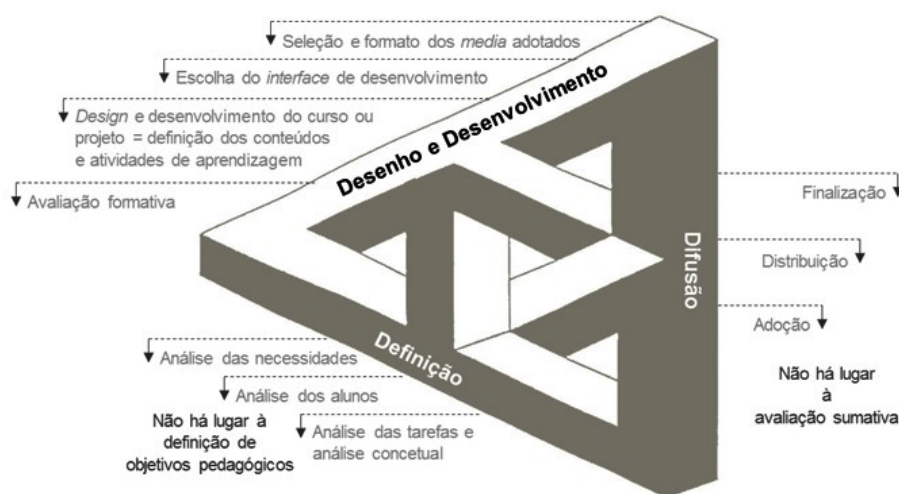 Seleção e formato dos media adotados
Escolha do interface de desenvolvimento
Design e desenvolvimento do curso ou
projeto = definição dos conteúdos
e atividades de aprendizagem
Avaliação formativa
Desenho e Desenvolvimento
Finalização
Distribuição
Adoção
Difusão
Não há lugar
à
avaliação sumativa
Definição
Análise das necessidades
Análise dos alunos
Não há lugar à
definição de
objetivos pedagógicos
Análise das tarefas e
análise concetual